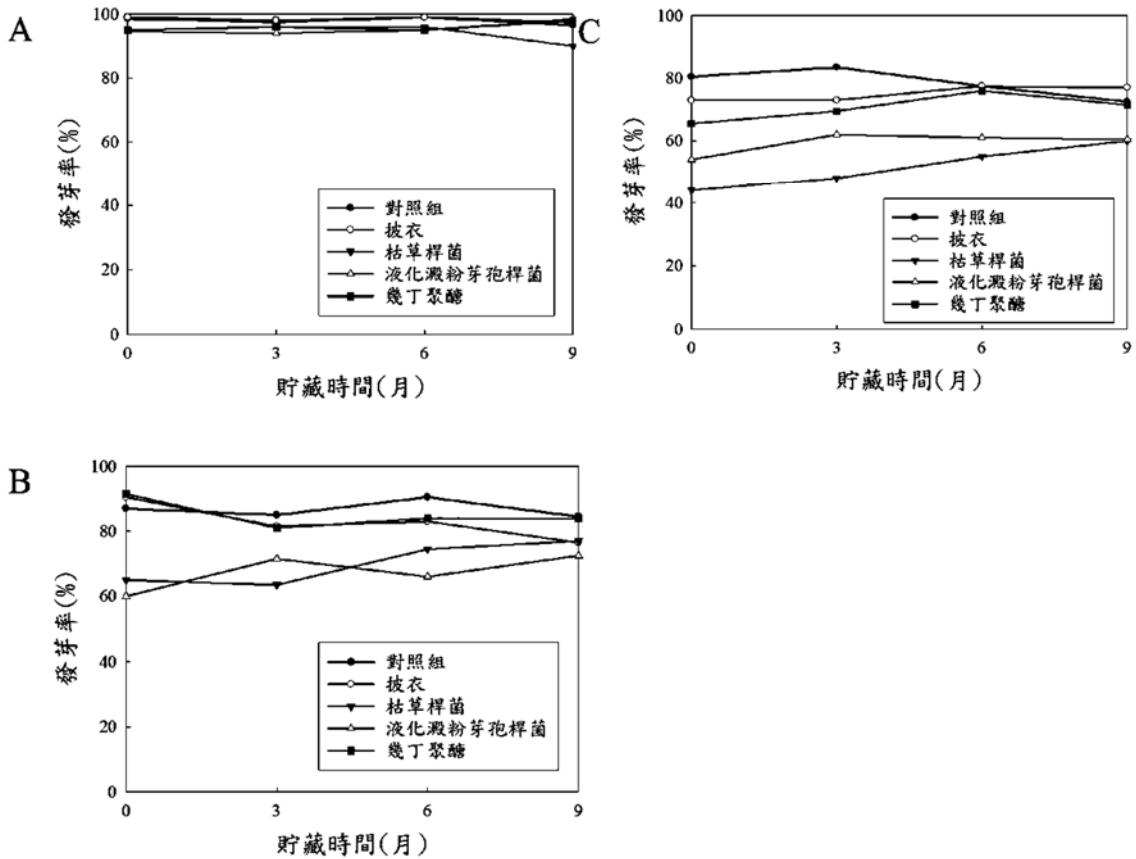 A
100
80
60
40
20
0
發芽率(%)
對照組
披衣
枯草桿菌
液化澱粉芽孢桿菌
幾丁聚醣
0 3 6 9
貯藏時間(月)
C
100
80
60
40
20
0
發芽率(%)
對照組
披衣
枯草桿菌
液化澱粉芽孢桿菌
幾丁聚醣
0 3 6 9
貯藏時間(月)
B
100
80
60
40
20
0
發芽率(%)
對照組
披衣
枯草桿菌
液化澱粉芽孢桿菌
幾丁聚醣
0 3 6 9
貯藏時間(月)